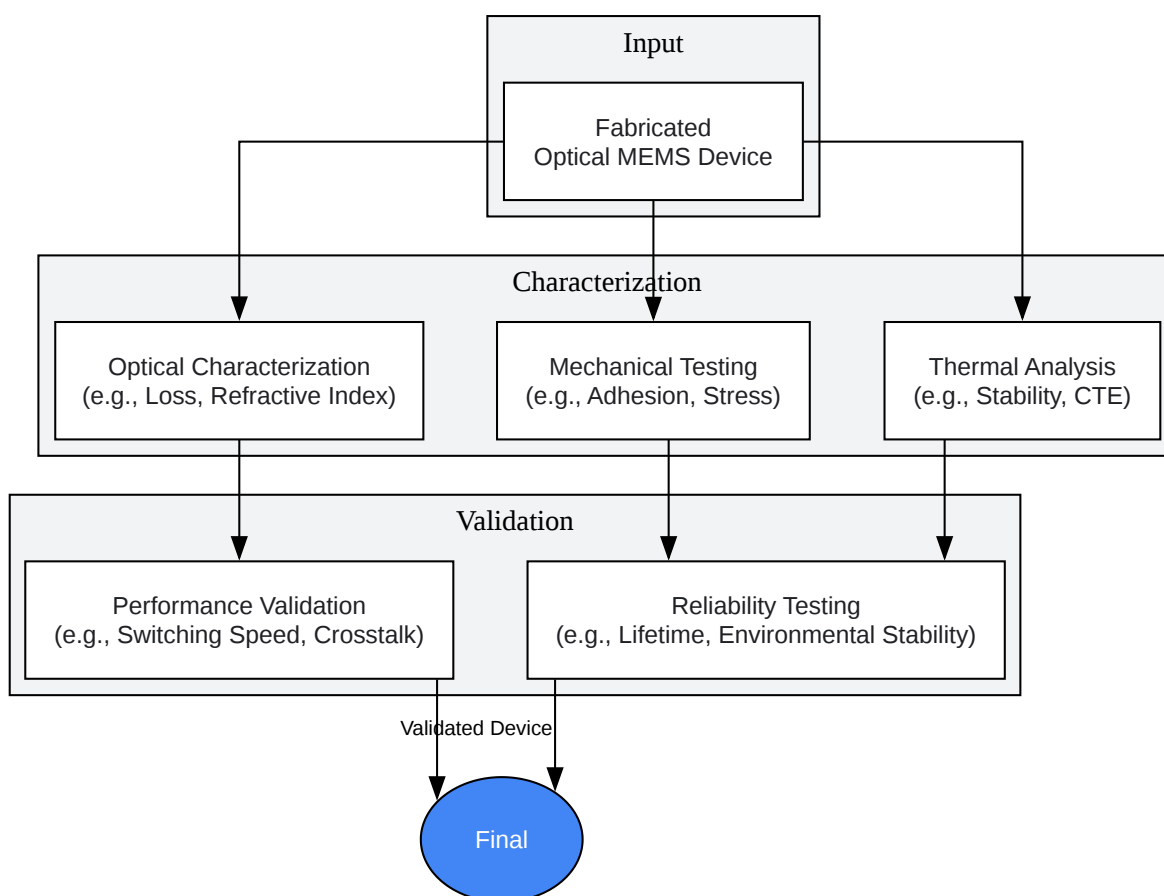 Input
Fabricated
Optical MEMS Device
Characterization
Optical Characterization
(e.g., Loss, Refractive Index)
Mechanical Testing
(e.g., Adhesion, Stress)
Thermal Analysis
(e.g., Stability, CTE)
Validation
Performance Validation
(e.g., Switching Speed, Crosstalk)
Reliability Testing
(e.g., Lifetime, Environmental Stability)
Validated Device
Final